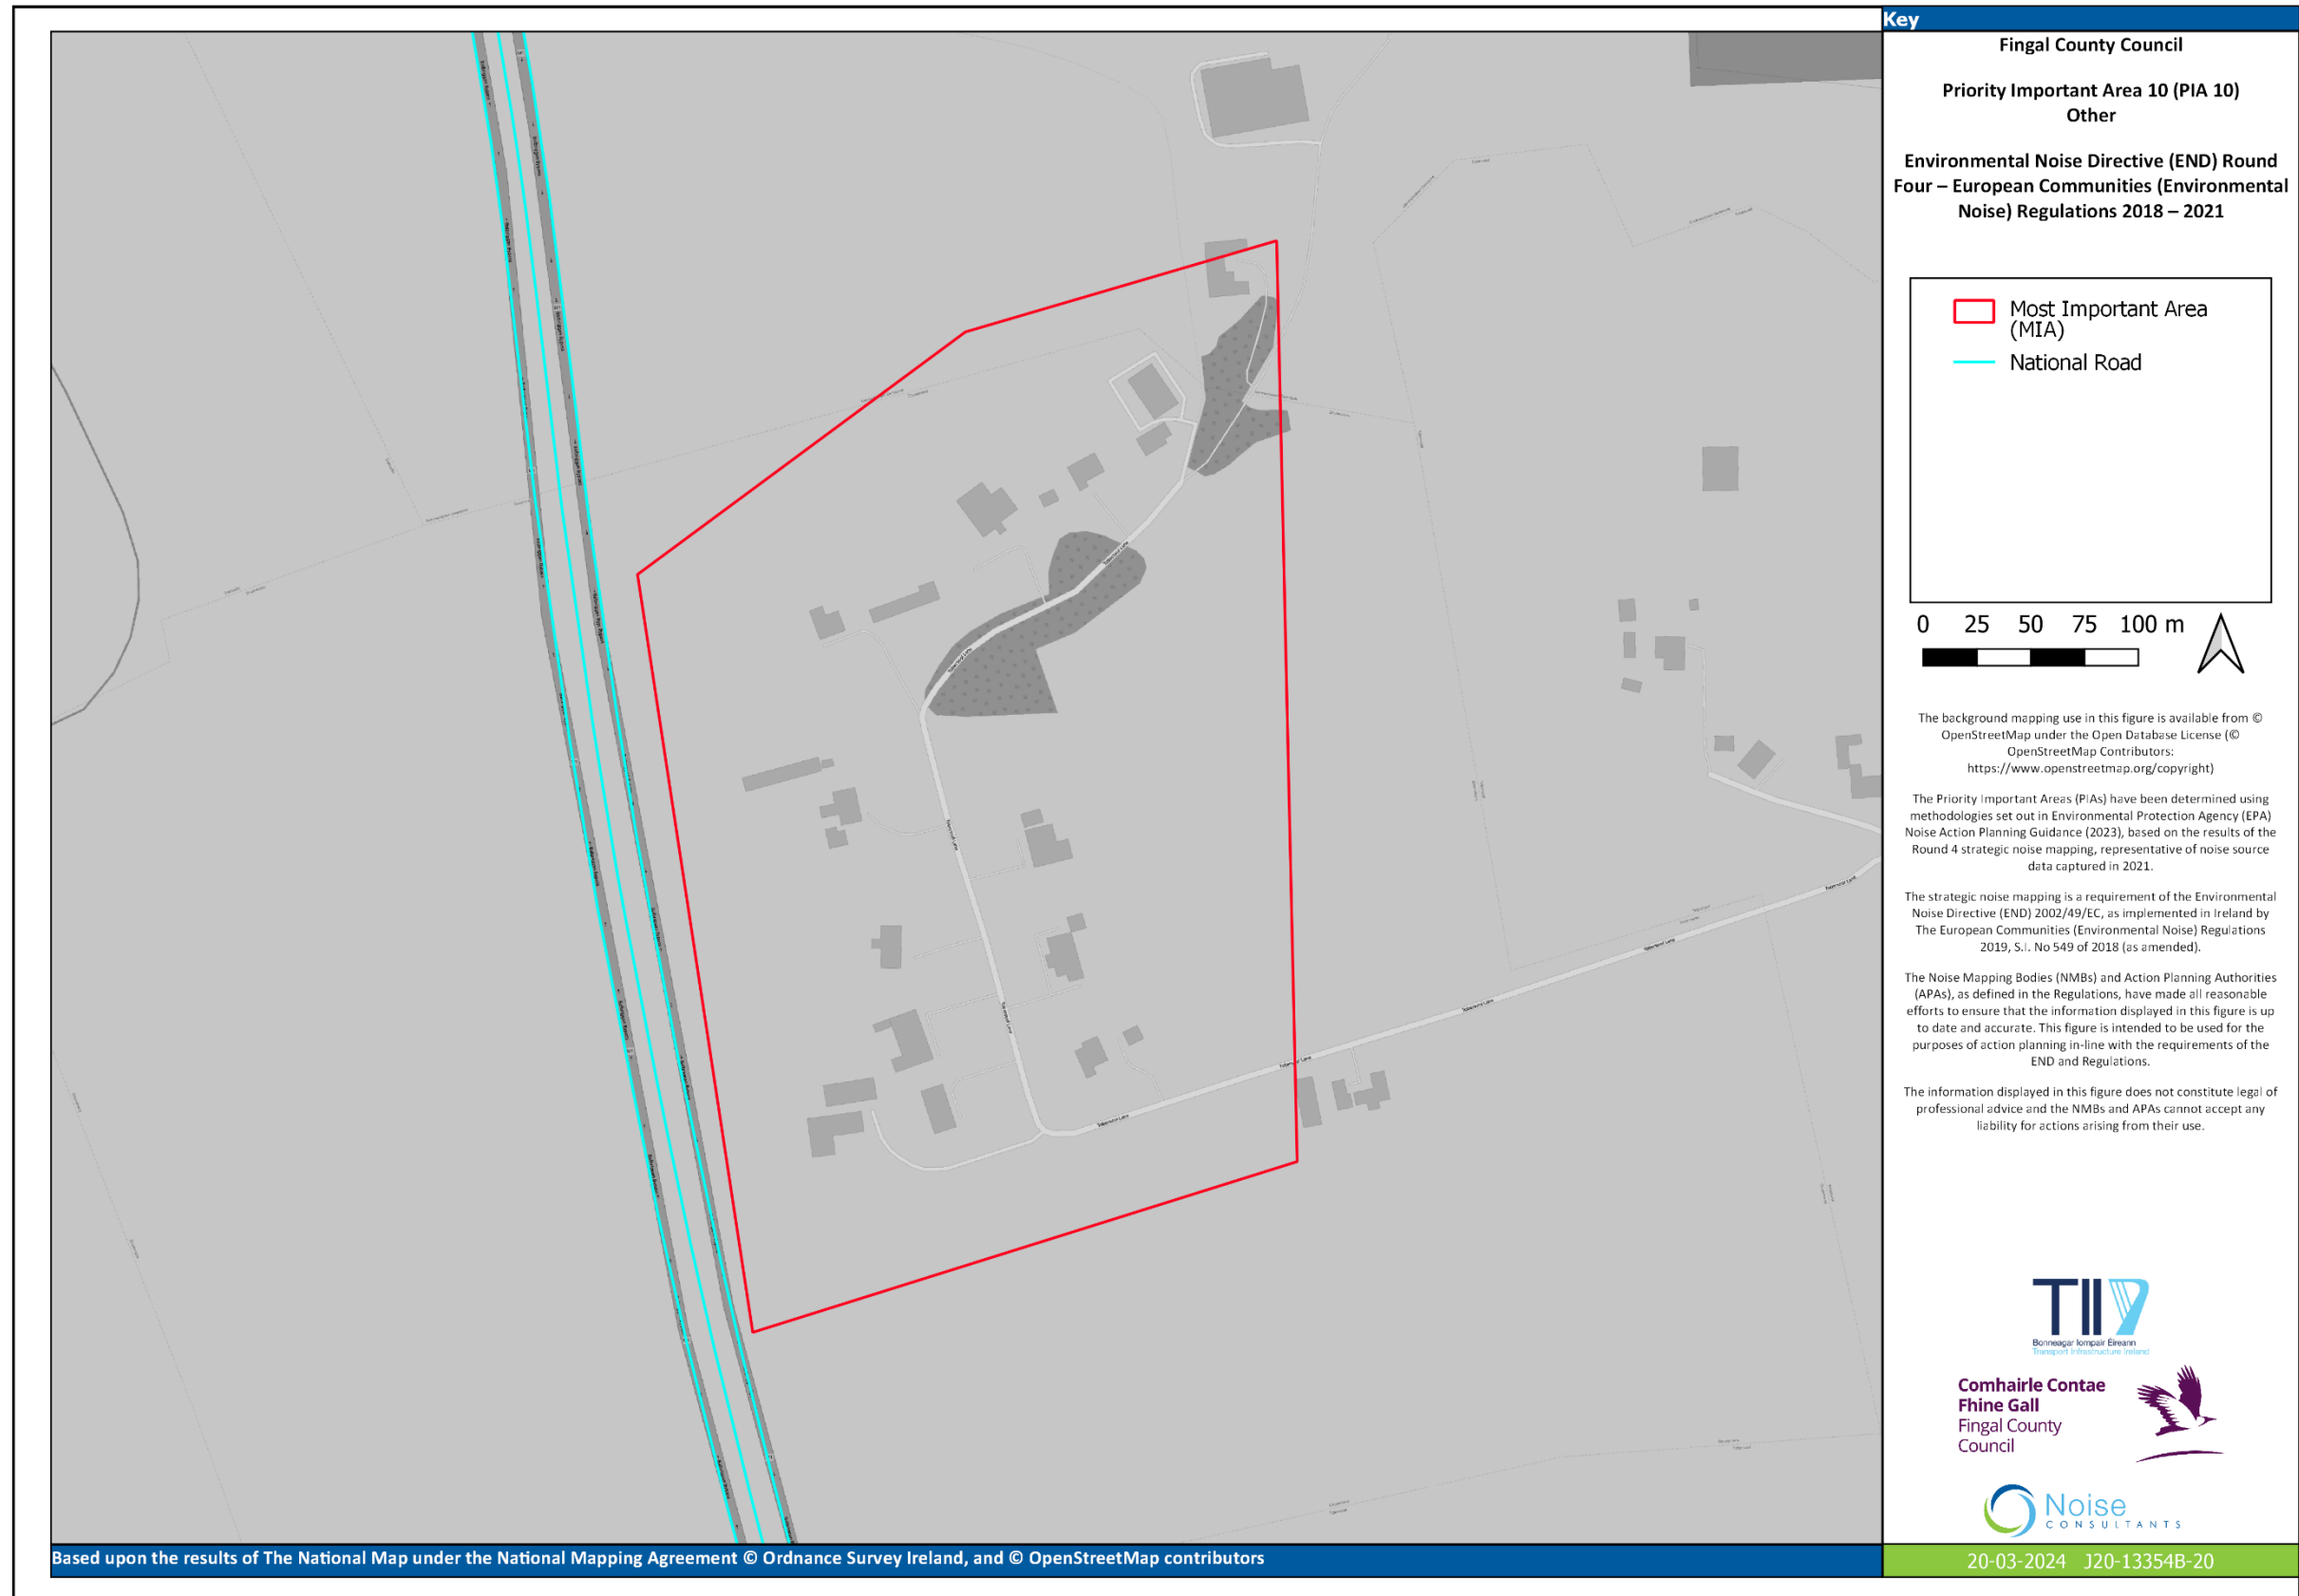 Key
Fingal County Council
Priority Important Area 10 (PIA 10)
Other
Environmental Noise Directive (END) Round
Four – European Communities (Environmental
Noise) Regulations 2018 – 2021
Most Important Area
(MIA)
National Road
0 25 50 75 100 m
The background mapping use in this figure is available from ©
OpenStreetMap under the Open Database License (©
OpenStreetMap Contributors:
https://www.openstreetmap.org/copyright)
The Priority Important Areas (PIAs) have been determined using
methodologies set out in Environmental Protection Agency (EPA)
Noise Action Planning Guidance (2023), based on the results of the
Round 4 strategic noise mapping, representative of noise source
data captured in 2021.
The strategic noise mapping is a requirement of the Environmental
Noise Directive (END) 2002/49/EC, as implemented in Ireland by
The European Communities (Environmental Noise) Regulations
2019, S.I. No 549 of 2018 (as amended).
The Noise Mapping Bodies (NMBs) and Action Planning Authorities
(APAs), as defined in the Regulations, have made all reasonable
efforts to ensure that the information displayed in this figure is up
to date and accurate. This figure is intended to be used for the
purposes of action planning in-line with the requirements of the
END and Regulations.
The information displayed in this figure does not constitute legal of
professional advice and the NMBs and APAs cannot accept any
liability for actions arising from their use.
TII
Bonneagar Iompair Éireann
Transport Infrastructure Ireland
Comhairle Contae
Fhine Gall
Fingal County
Council
Noise
CONSULTANTS
Based upon the results of The National Map under the National Mapping Agreement © Ordnance Survey Ireland, and © OpenStreetMap contributors
20-03-2024 J20-13354B-20